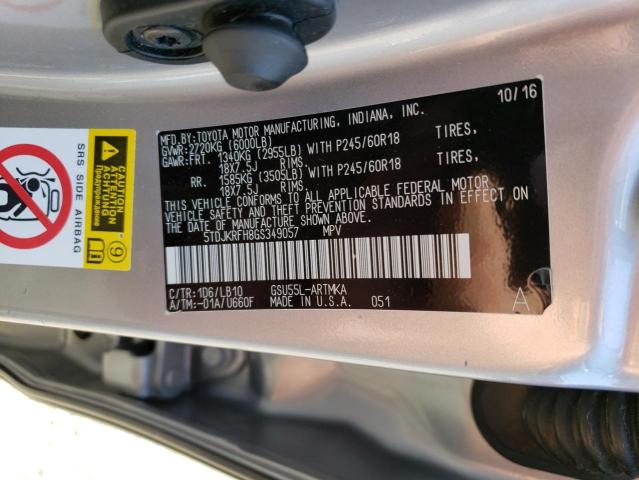 MFD.BY:TOYOTA MOTOR MANUFACTURING, INDIANA, INC. 10/16
GVWR:2720KG (6000LB)
GAWR:FRT. 1340KG (2955LB) WITH P245/60R18 TIRES,
18X7.5J RIMS.
RR. 1585KG (3505LB) WITH P245/60R18 TIRES,
18X7.5J RIMS.
THIS VEHICLE CONFORMS TO ALL APPLICABLE FEDERAL MOTOR
VEHICLE SAFETY AND THEFT PREVENTION STANDARDS IN EFFECT ON
THE DATE OF MANUFACTURE SHOWN ABOVE.
5TDJKRFH8GS349057 MPV
C/TR:1D6/LB10 GSU55L-ARTMKA
A/TM:-01A/U660F MADE IN U.S.A. 051
A
SRS SIDE AIRBAG
CAUTION
ATTENTION
Предупреждение
9